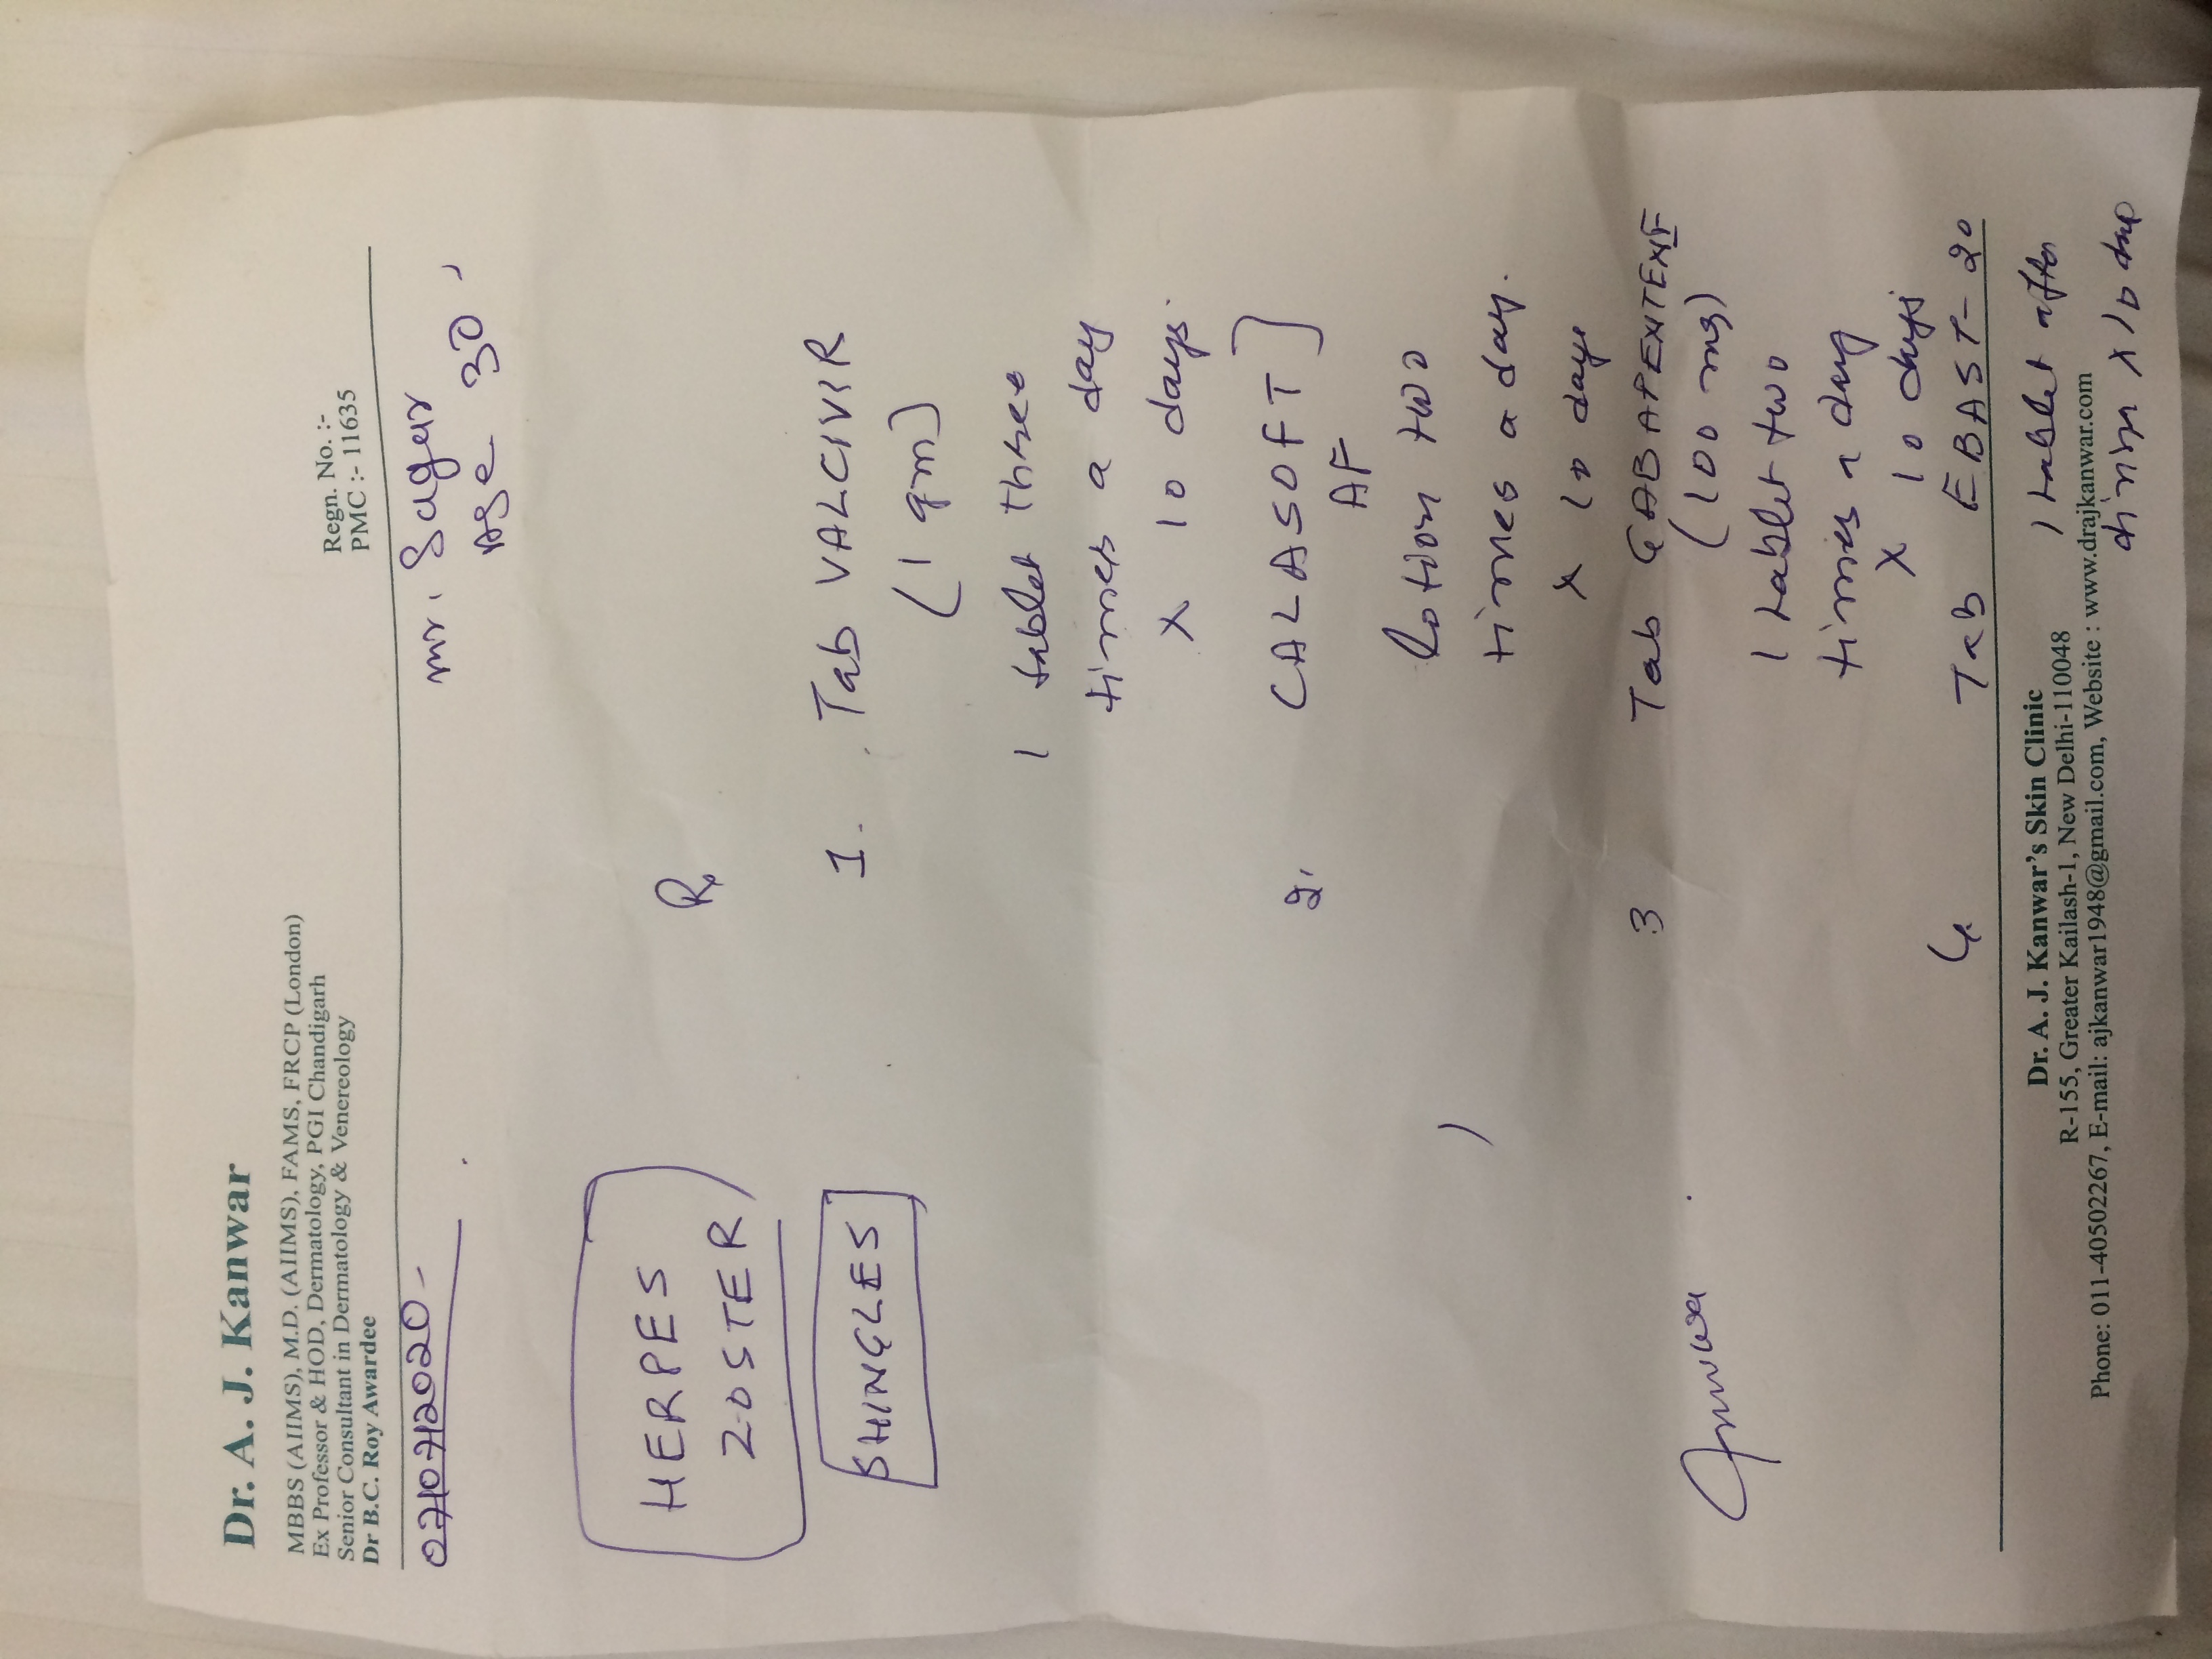 Dr. A. J. Kanwar
MBBS (AIIMS), M.D. (AIIMS), FAMS, FRCP (London)
Ex Professor & HOD, Dermatology, PGI Chandigarh
Senior Consultant in Dermatology & Venereology
Dr B.C. Roy Awardee
Regn. No. :-
PMC :- 11635
07/07/2020-
mr. Sagar
Age 30
HERPES
ZOSTER
SHINGLES
Rx
1. Tab VALCIVIR
(1 gm)
1 tablet three
times a day
x 10 days.
2. CALASOFT]
AF
lotion two
times a day.
x 10 days
3 Tab GABAPENTENE
(100 mg)
1 tablet two
times a day
x 10 days
4. Tab EBAST-20
1 tablet after
dinner x 10 days
Dr. A. J. Kanwar's Skin Clinic
R-155, Greater Kailash-1, New Delhi-110048
Phone: 011-40502267, E-mail: ajkanwar1948@gmail.com, Website : www.drajkanwar.com